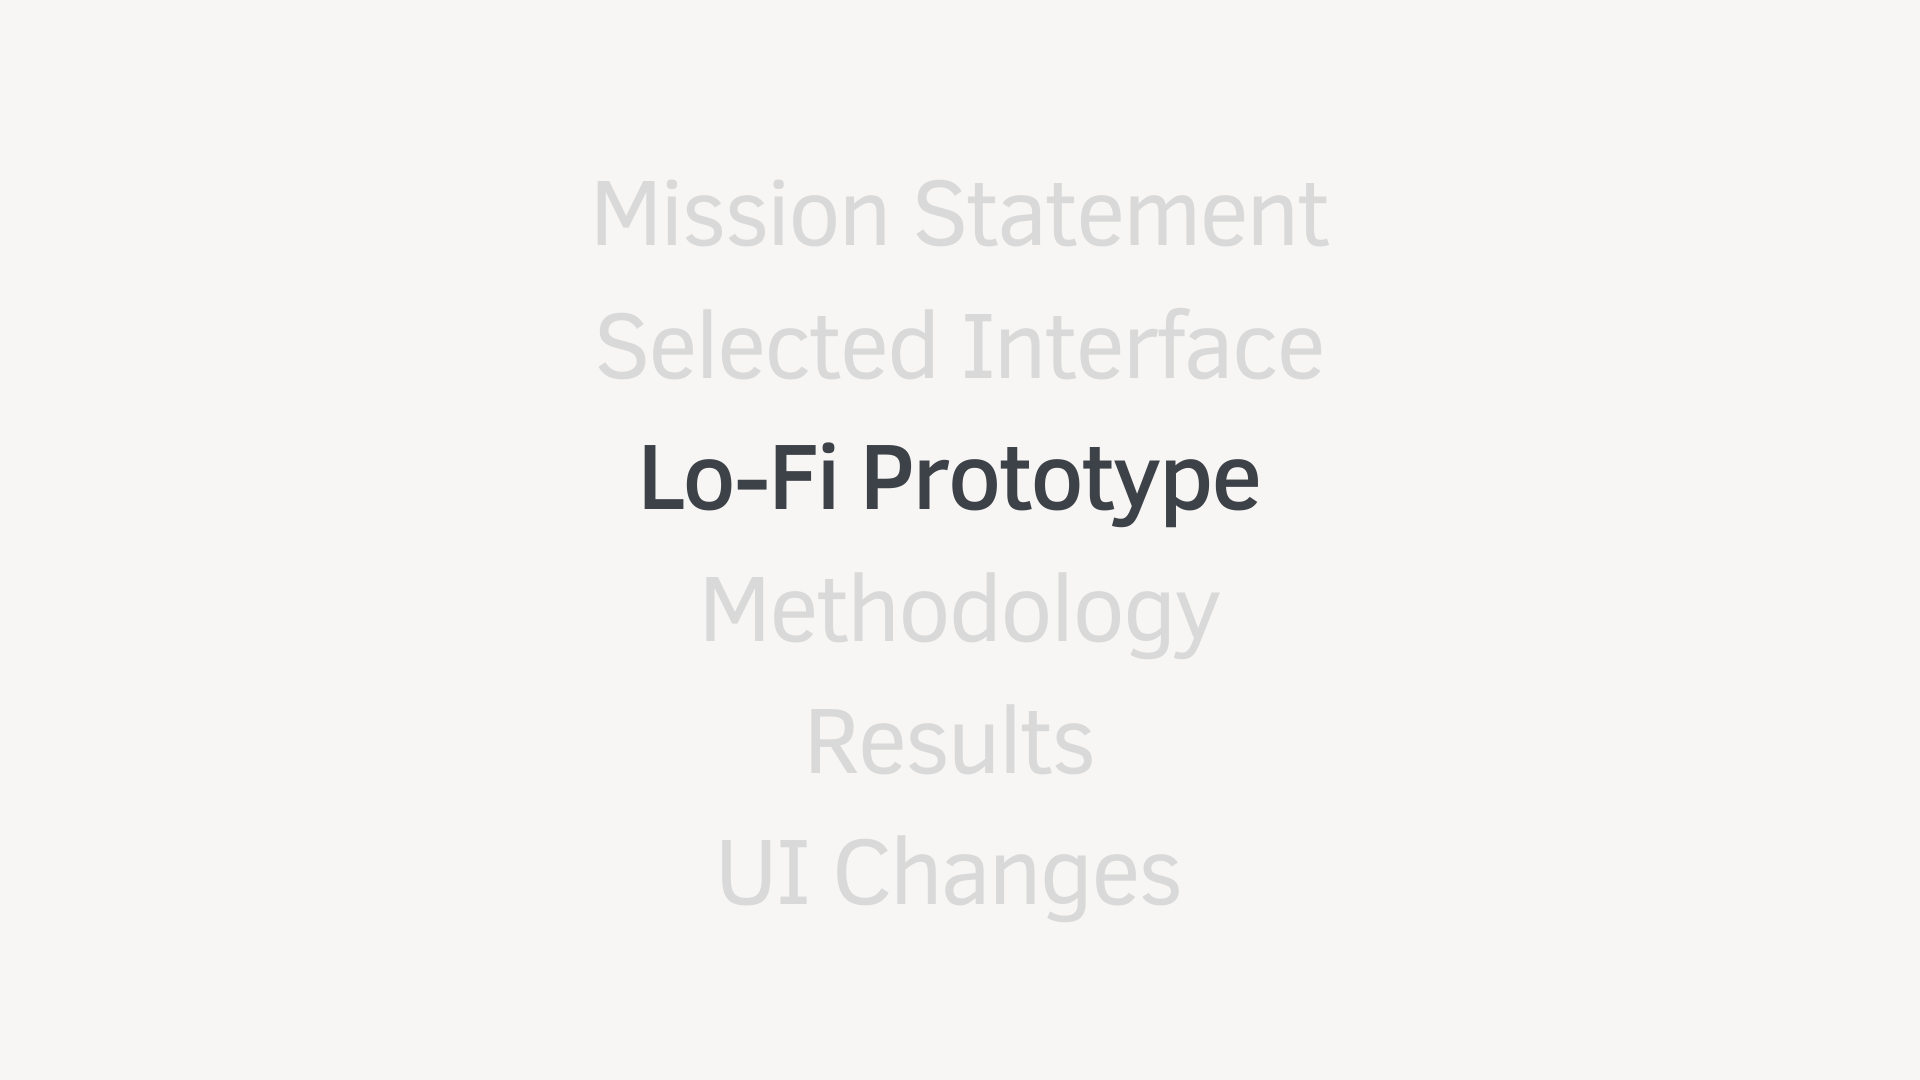 Mission Statement
Selected Interface
Lo-Fi Prototype
Methodology
Results
UI Changes